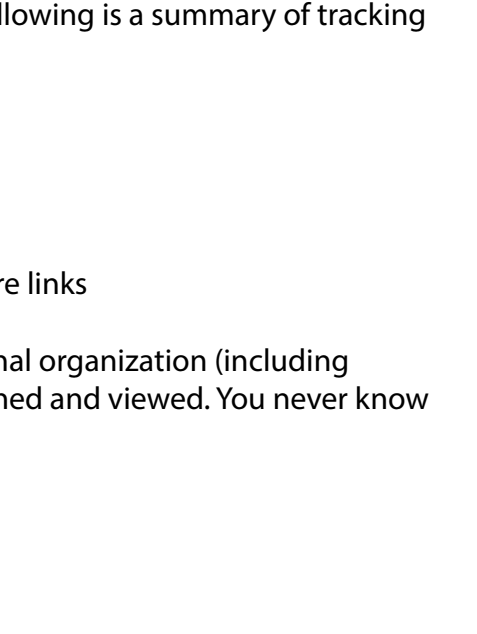 llowing is a summary of tracking
re links
nal organization (including
ned and viewed. You never know